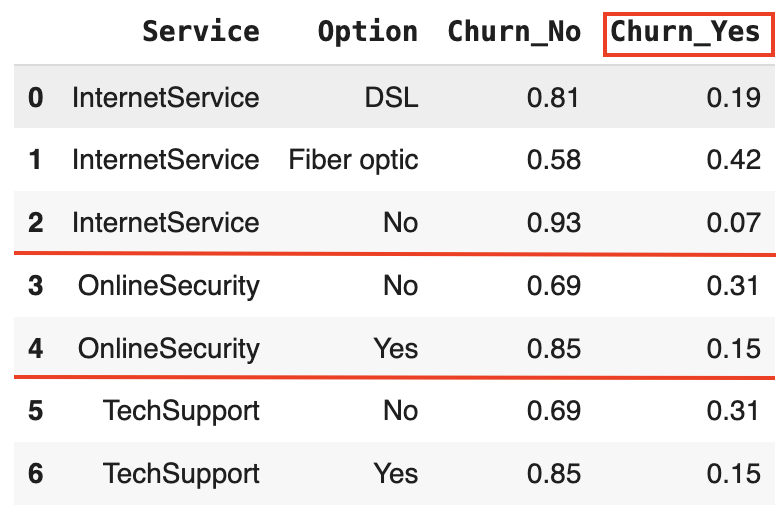 Service Option Churn_No Churn_Yes
0 InternetService DSL 0.81 0.19
1 InternetService Fiber optic 0.58 0.42
2 InternetService No 0.93 0.07
3 OnlineSecurity No 0.69 0.31
4 OnlineSecurity Yes 0.85 0.15
5 TechSupport No 0.69 0.31
6 TechSupport Yes 0.85 0.15